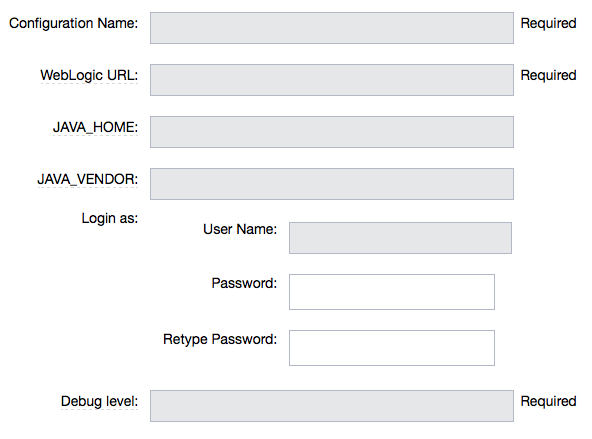 Configuration Name: Required
WebLogic URL: Required
JAVA_HOME:
JAVA_VENDOR:
Login as:
User Name:
Password:
Retype Password:
Debug level: Required